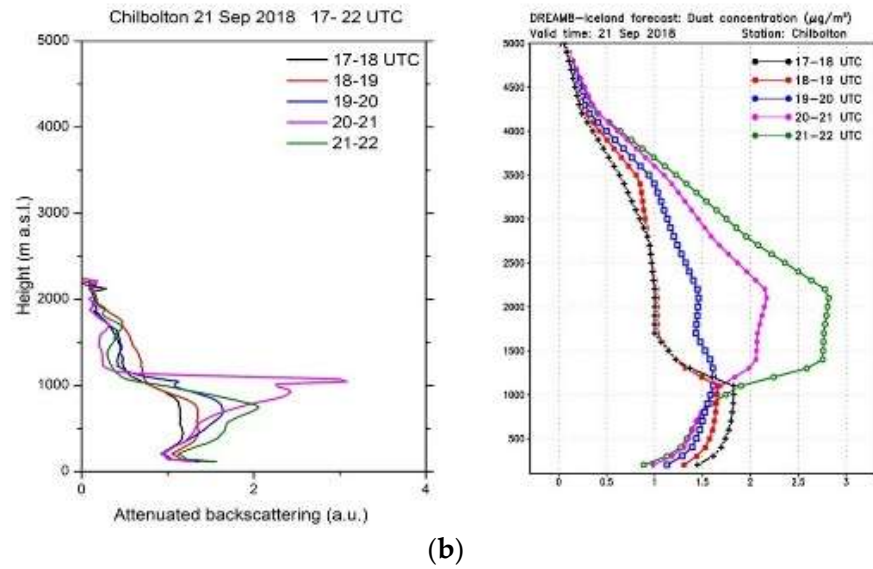 Chilbolton 21 Sep 2018 17- 22 UTC
5000
4000
3000
2000
1000
0
Height (m a.s.l.)
17-18 UTC
18-19
19-20
20-21
21-22
0
2
4
Attenuated backscattering (a.u.)
DREAM8-Iceland forecast: Dust concentration (μg/m³)
Valid time: 21 Sep 2018 Station: Chilbolton
5000
4500
4000
3500
3000
2500
2000
1500
1000
500
17-18 UTC
18-19 UTC
19-20 UTC
20-21 UTC
21-22 UTC
0
0.5
1
1.5
2
2.5
3
(b)